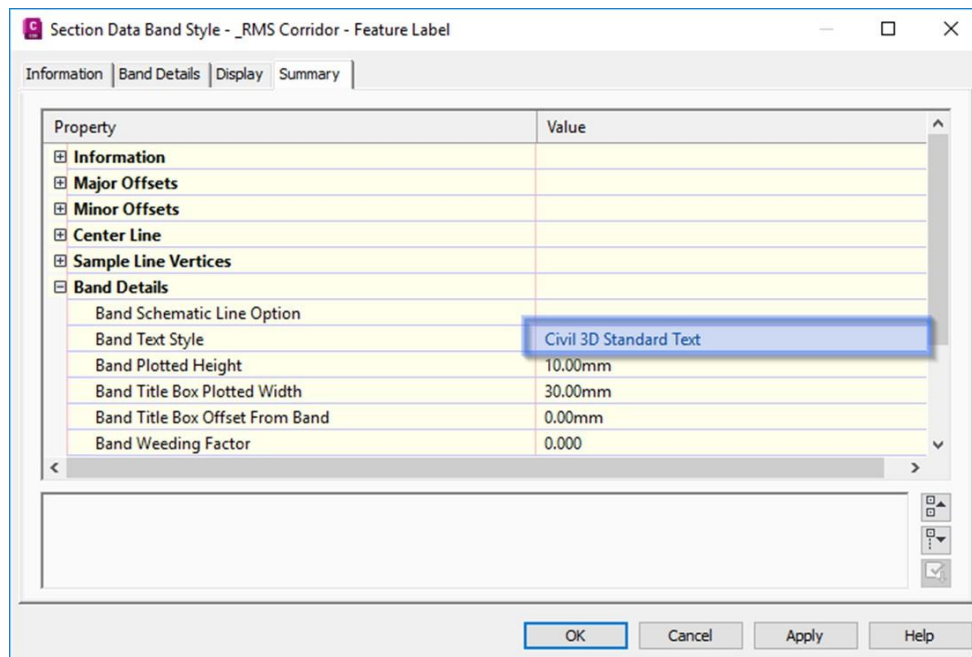 Section Data Band Style - _RMS Corridor - Feature Label
Information Band Details Display Summary
Property Value
Information
Major Offsets
Minor Offsets
Center Line
Sample Line Vertices
Band Details
Band Schematic Line Option
Band Text Style Civil 3D Standard Text
Band Plotted Height 10.00mm
Band Title Box Plotted Width 30.00mm
Band Title Box Offset From Band 0.00mm
Band Weeding Factor 0.000
OK Cancel Apply Help